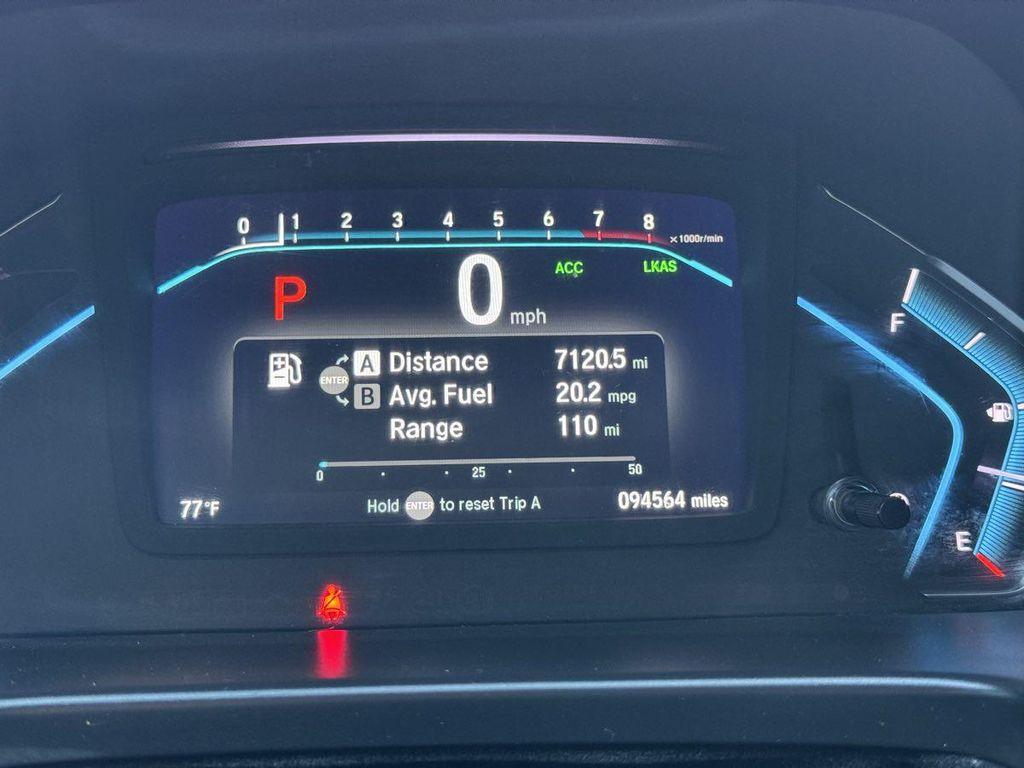 0 1 2 3 4 5 6 7 8 ×1000r/min
ACC LKAS
P 0 mph
F
A Distance 7120.5 mi
ENTER
B Avg. Fuel 20.2 mpg
Range 110 mi
0 25 50
77°F Hold ENTER to reset Trip A 094564 miles
E